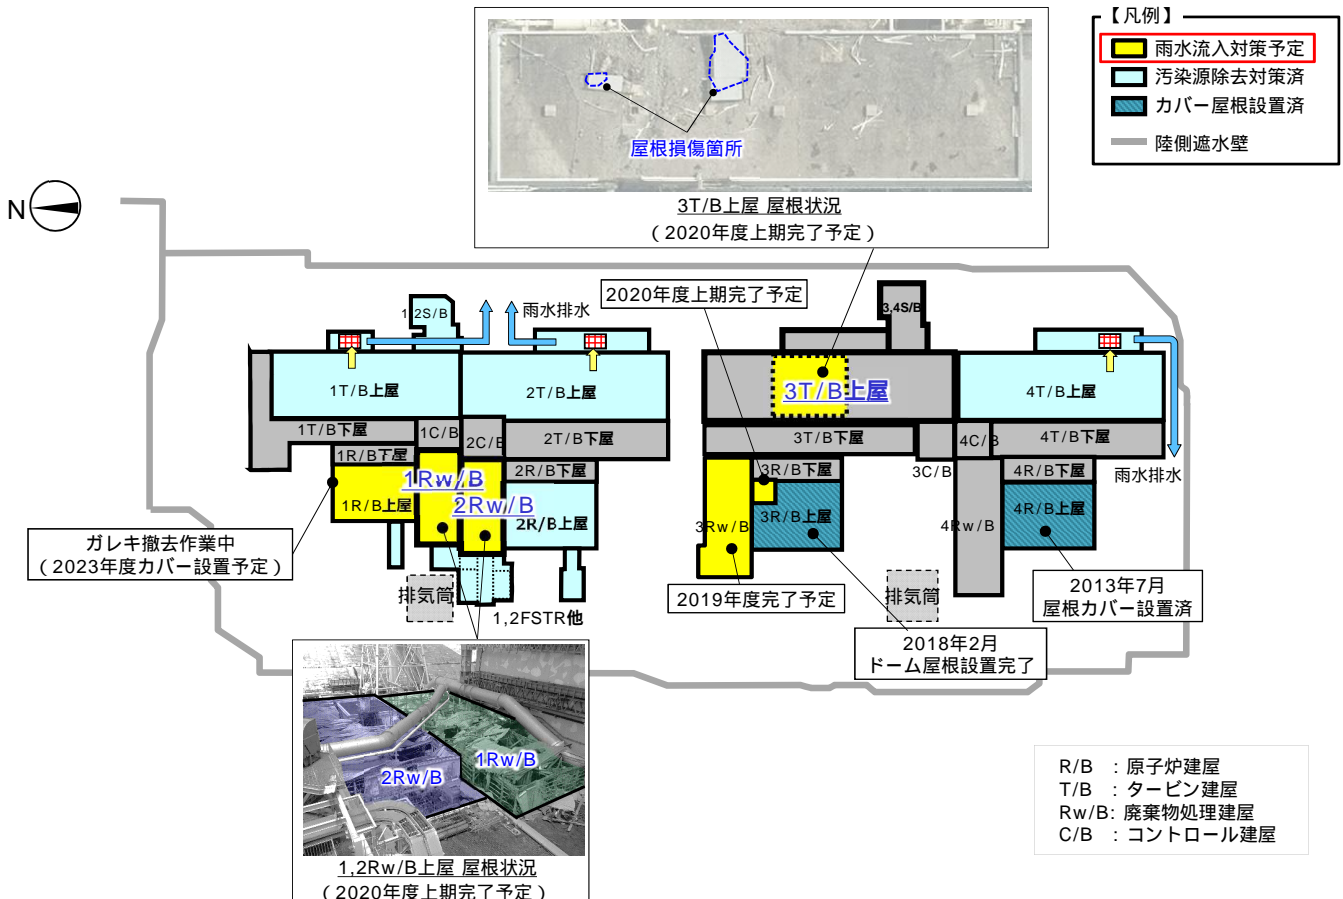 【凡例】
雨水流入対策予定
汚染源除去対策済
カバー屋根設置済
陸側遮水壁
屋根損傷箇所
3T/B上屋 屋根状況
（2020年度上期完了予定）
N
2020年度上期完了予定
雨水排水
1,2S/B
3,4S/B
1T/B上屋
2T/B上屋
3T/B上屋
4T/B上屋
1T/B下屋
1C/B
2C/B
2T/B下屋
3T/B下屋
3C/B
4C/B
4T/B下屋
雨水排水
1R/B下屋
1Rw/B
2Rw/B
2R/B下屋
3R/B下屋
4R/B下屋
1R/B上屋
2R/B上屋
3Rw/B
3R/B上屋
4Rw/B
4R/B上屋
ガレキ撤去作業中
（2023年度カバー設置予定）
排気筒
1,2FSTR他
2019年度完了予定
排気筒
2013年7月
屋根カバー設置済
2018年2月
ドーム屋根設置完了
1Rw/B
2Rw/B
1,2Rw/B上屋 屋根状況
（2020年度上期完了予定）
R/B ：原子炉建屋
T/B ：タービン建屋
Rw/B：廃棄物処理建屋
C/B ：コントロール建屋